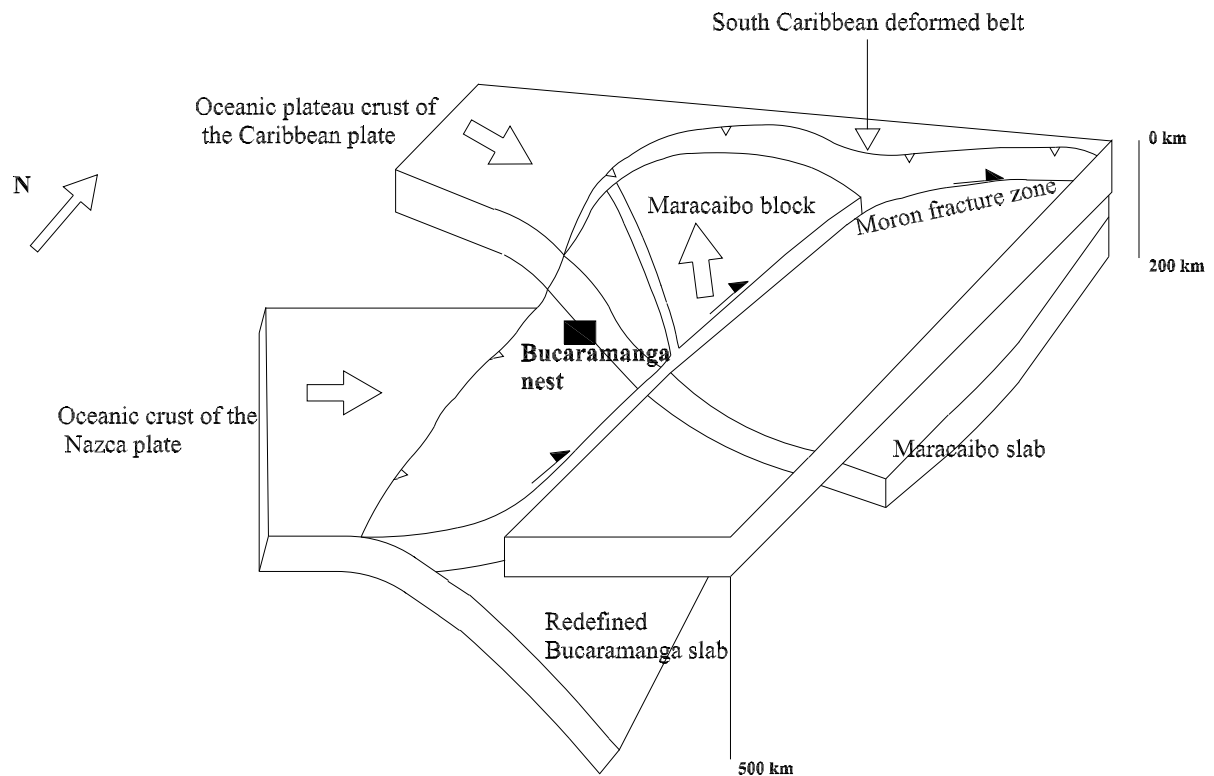 South Caribbean deformed belt
Oceanic plateau crust of
the Caribbean plate
0 km
N
Maracaibo block
Moron fracture zone
200 km
Bucaramanga
nest
Oceanic crust of the
Nazca plate
Maracaibo slab
Redefined
Bucaramanga slab
500 km